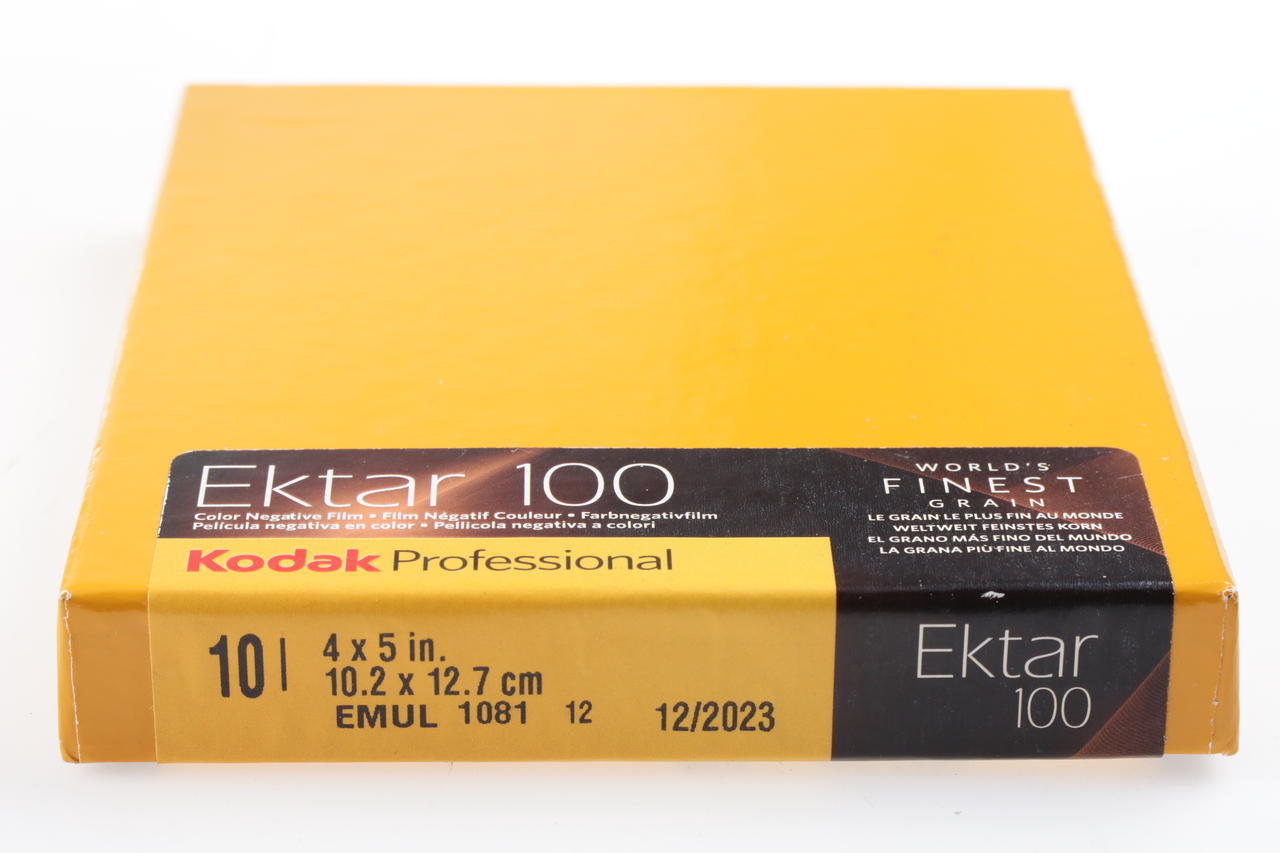 Ektar 100
Color Negative Film • Film Négatif Couleur • Farbnegativfilm
Película negativa en color • Pellicola negativa a colori
WORLD'S
FINEST
GRAIN
LE GRAIN LE PLUS FIN AU MONDE
WELTWEIT FEINSTES KORN
EL GRANO MÁS FINO DEL MUNDO
LA GRANA PIÙ FINE AL MONDO
Kodak Professional
10 |
4 x 5 in.
10.2 x 12.7 cm
EMUL 1081 12 12/2023
Ektar
100